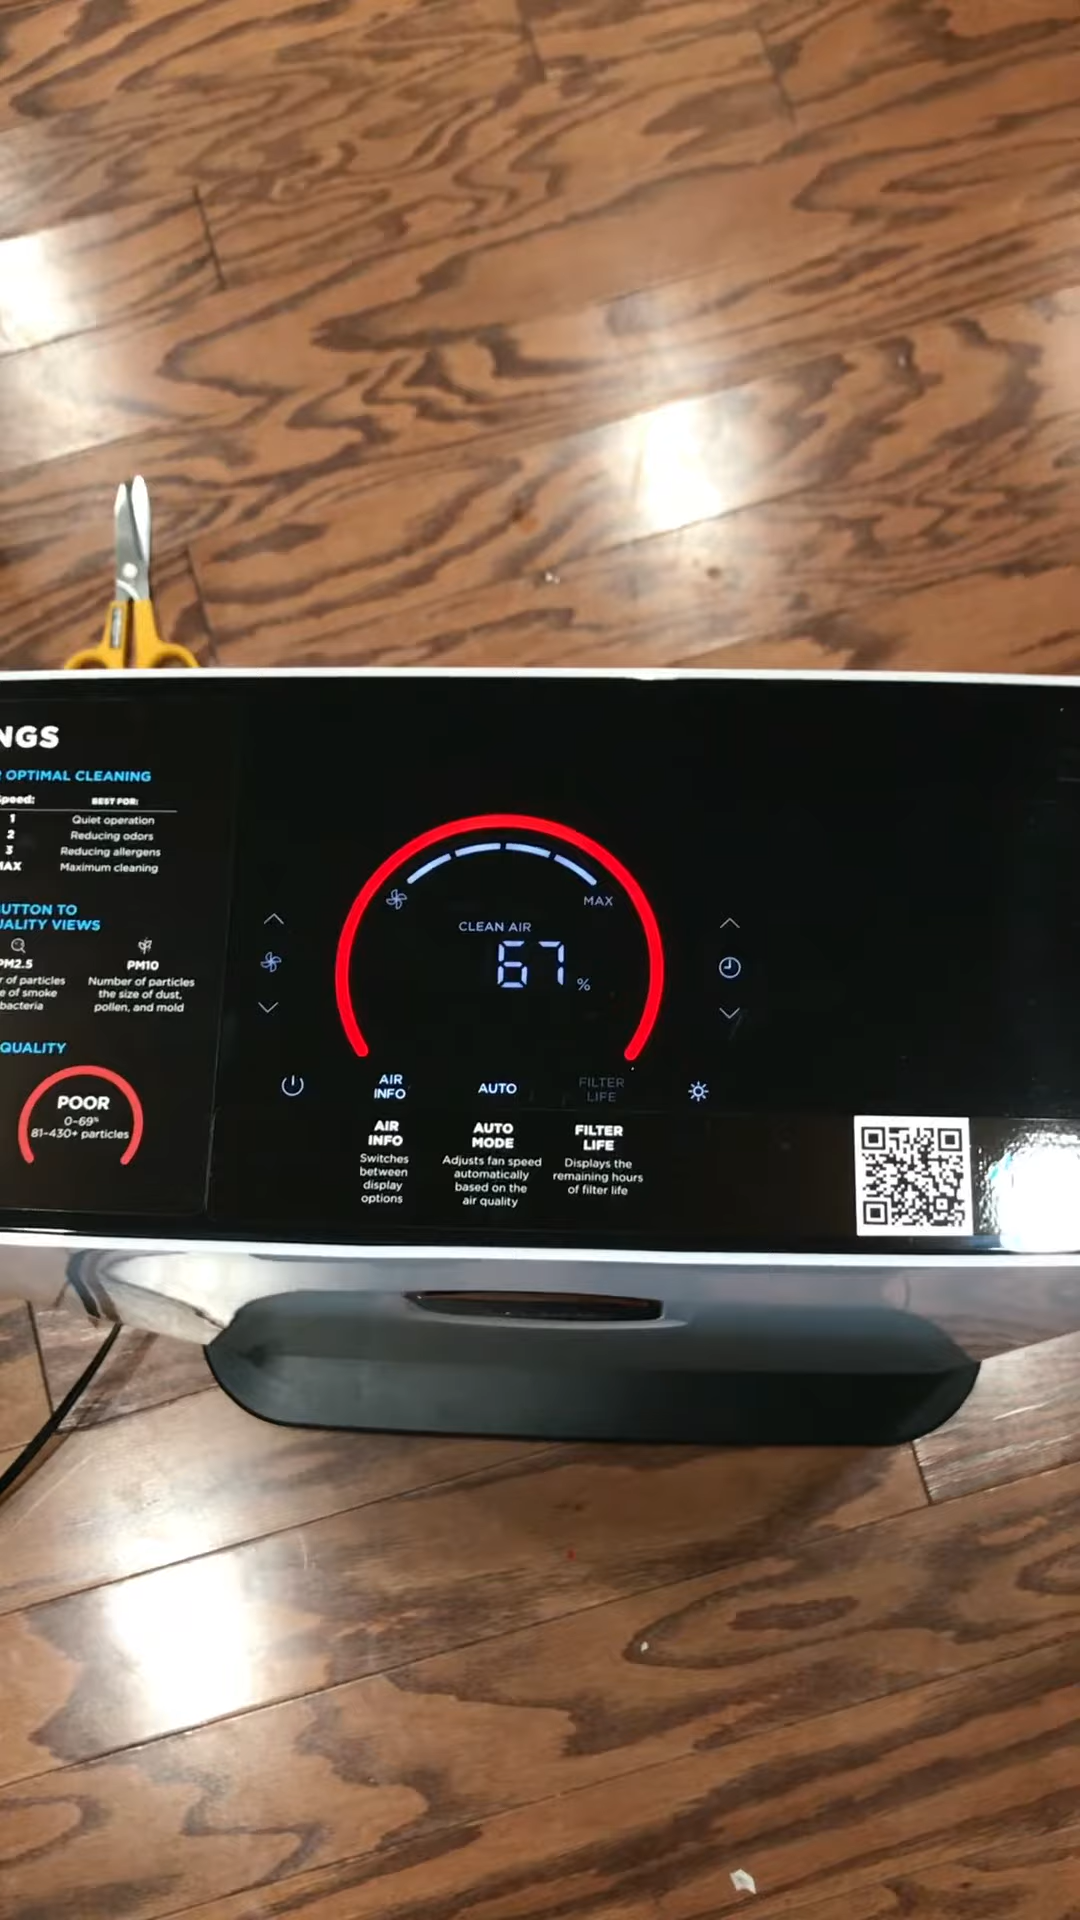 NGS
OPTIMAL CLEANING
BEST FOR:
1 Quiet operation
2 Reducing odors
3 Reducing allergens
MAX Maximum cleaning
BUTTON TO
QUALITY VIEWS
PM2.5
of particles
e of smoke
bacteria
PM10
Number of particles
the size of dust,
pollen, and mold
QUALITY
POOR
0-69%
81-430+ particles
MAX
CLEAN AIR
67 %
AIR
INFO
AUTO
FILTER
LIFE
AIR
INFO
Switches
between
display
options
AUTO
MODE
Adjusts fan speed
automatically
based on the
air quality
FILTER
LIFE
Displays the
remaining hours
of filter life